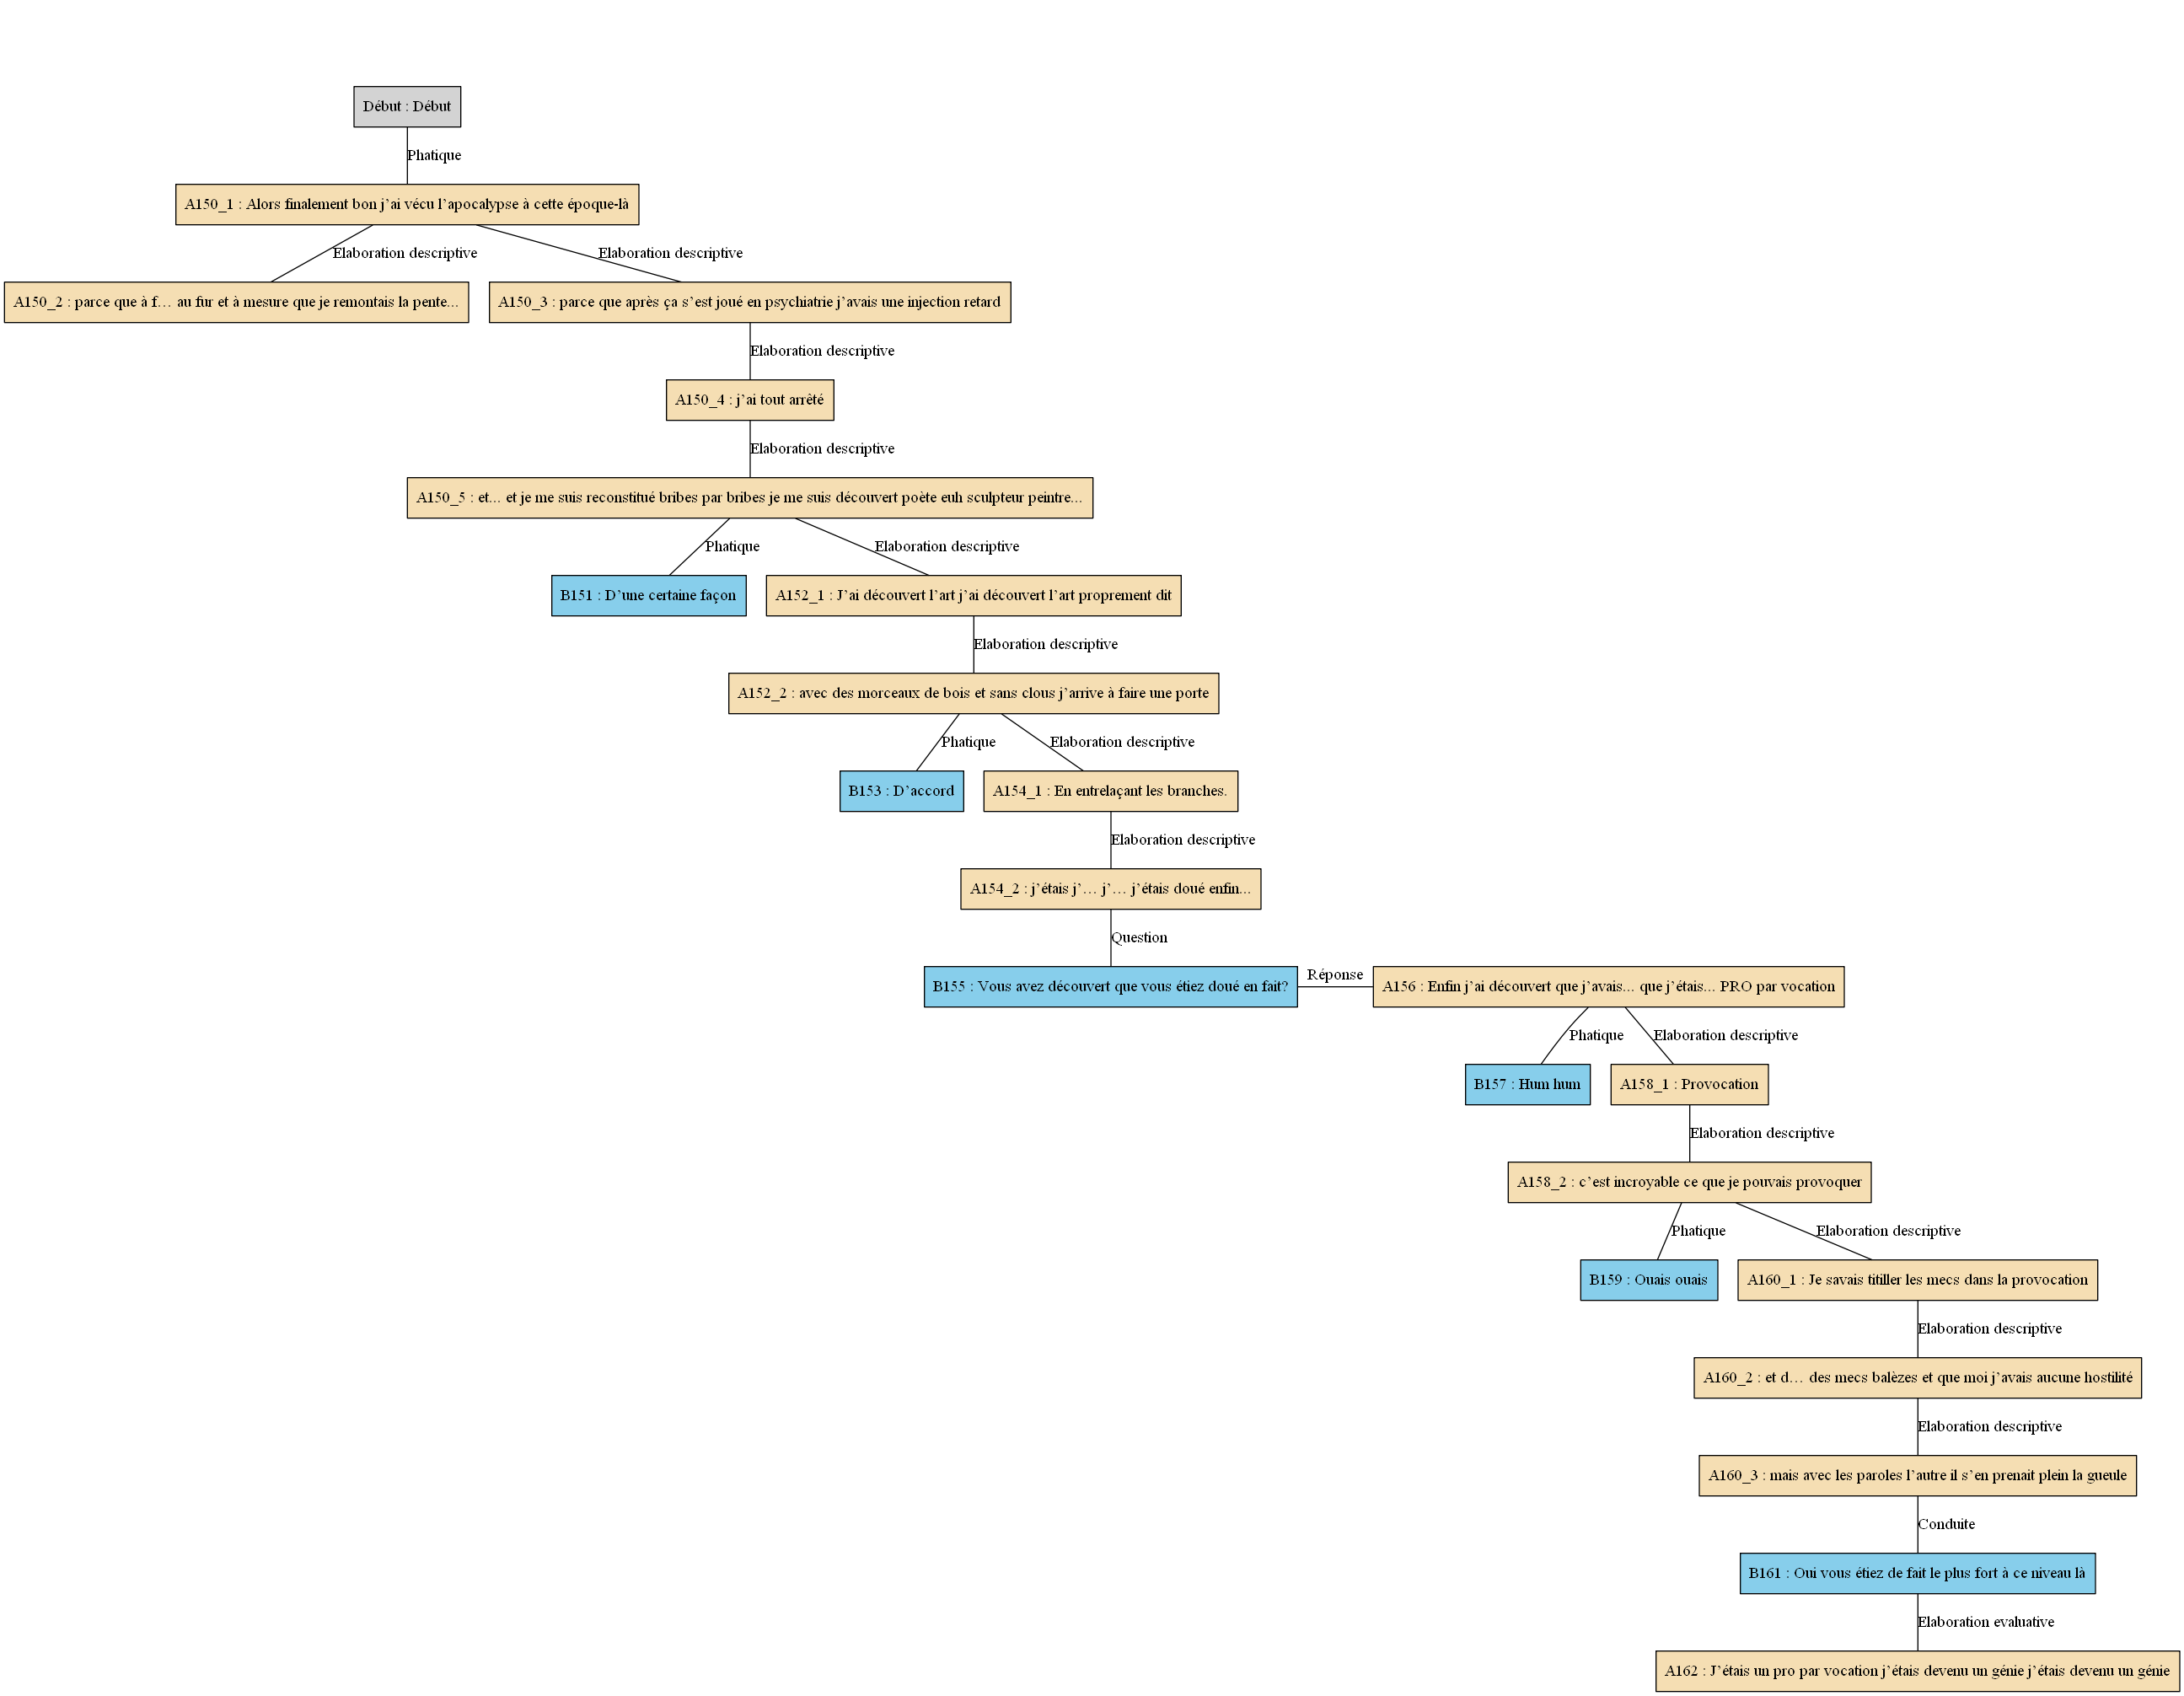 Début : Début
Phatique
A150_1 : Alors finalement bon j’ai vécu l’apocalypse à cette époque-là
Elaboration descriptive
Elaboration descriptive
A150_2 : parce que à f… au fur et à mesure que je remontais la pente...
A150_3 : parce que après ça s’est joué en psychiatrie j’avais une injection retard
Elaboration descriptive
A150_4 : j’ai tout arrêté
Elaboration descriptive
A150_5 : et... et je me suis reconstitué bribes par bribes je me suis découvert poète euh sculpteur peintre...
Phatique
Elaboration descriptive
B151 : D’une certaine façon
A152_1 : J’ai découvert l’art j’ai découvert l’art proprement dit
Elaboration descriptive
A152_2 : avec des morceaux de bois et sans clous j’arrive à faire une porte
Phatique
Elaboration descriptive
B153 : D’accord
A154_1 : En entrelaçant les branches.
Elaboration descriptive
A154_2 : j’étais j’… j’… j’étais doué enfin...
Question
B155 : Vous avez découvert que vous étiez doué en fait?
Réponse
A156 : Enfin j’ai découvert que j’avais... que j’étais... PRO par vocation
Phatique
Elaboration descriptive
B157 : Hum hum
A158_1 : Provocation
Elaboration descriptive
A158_2 : c’est incroyable ce que je pouvais provoquer
Phatique
Elaboration descriptive
B159 : Ouais ouais
A160_1 : Je savais titiller les mecs dans la provocation
Elaboration descriptive
A160_2 : et d… des mecs balèzes et que moi j’avais aucune hostilité
Elaboration descriptive
A160_3 : mais avec les paroles l’autre il s’en prenait plein la gueule
Conduite
B161 : Oui vous étiez de fait le plus fort à ce niveau là
Elaboration evaluative
A162 : J’étais un pro par vocation j’étais devenu un génie j’étais devenu un génie